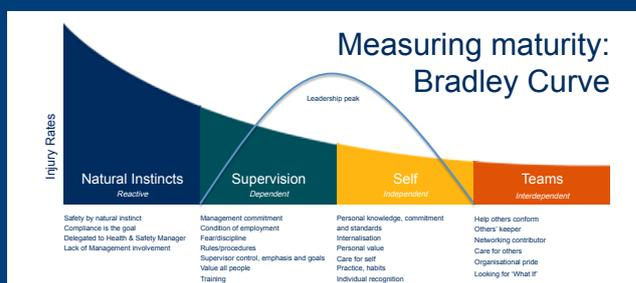 Measuring maturity:
Bradley Curve
Leadership peak
Injury Rates
Natural Instincts
Reactive
Supervision
Dependent
Self
Independent
Teams
Interdependent
Safety by natural instinct
Compliance is the goal
Delegated to Health & Safety Manager
Lack of Management involvement
Management commitment
Condition of employment
Fear/discipline
Rules/procedures
Supervisor control, emphasis and goals
Value all people
Training
Personal knowledge, commitment
and standards
Internalisation
Personal value
Care for self
Practice, habits
Individual recognition
Help others conform
Others' keeper
Networking contributor
Care for others
Organisational pride
Looking for 'What If'